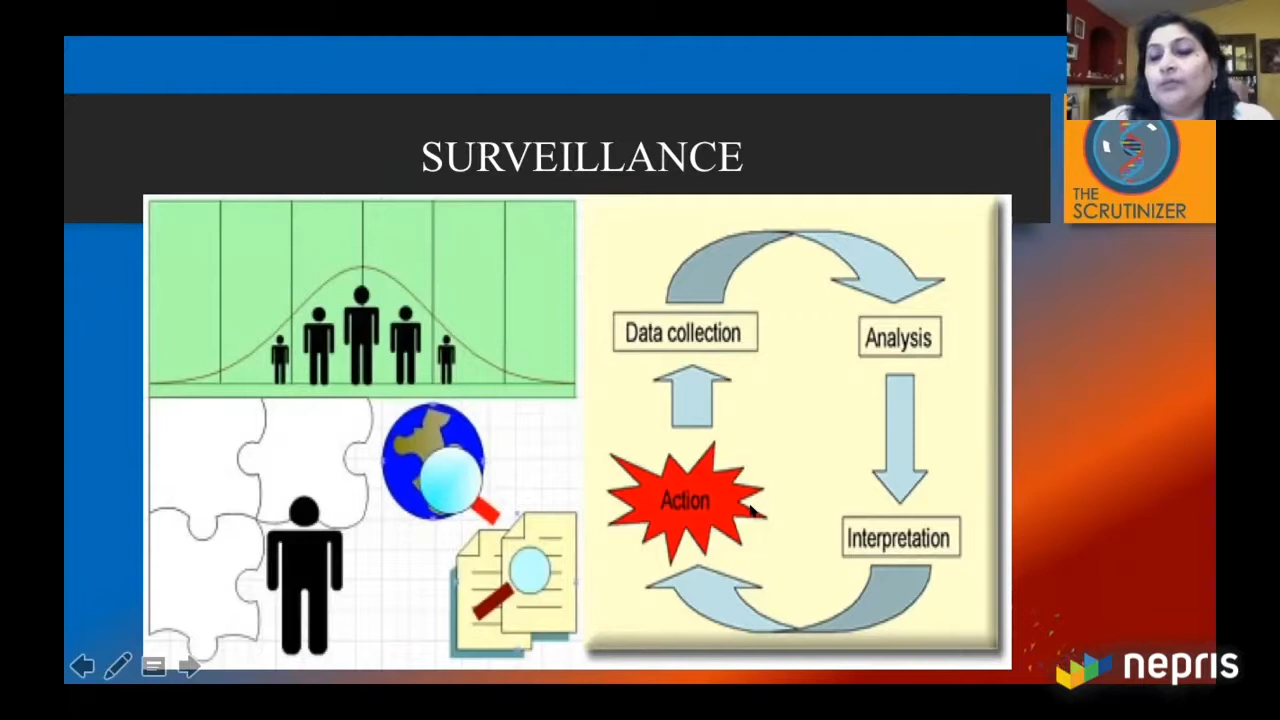 SURVEILLANCE
THE
SCRUTINIZER
Data collection
Analysis
Action
Interpretation
nepris